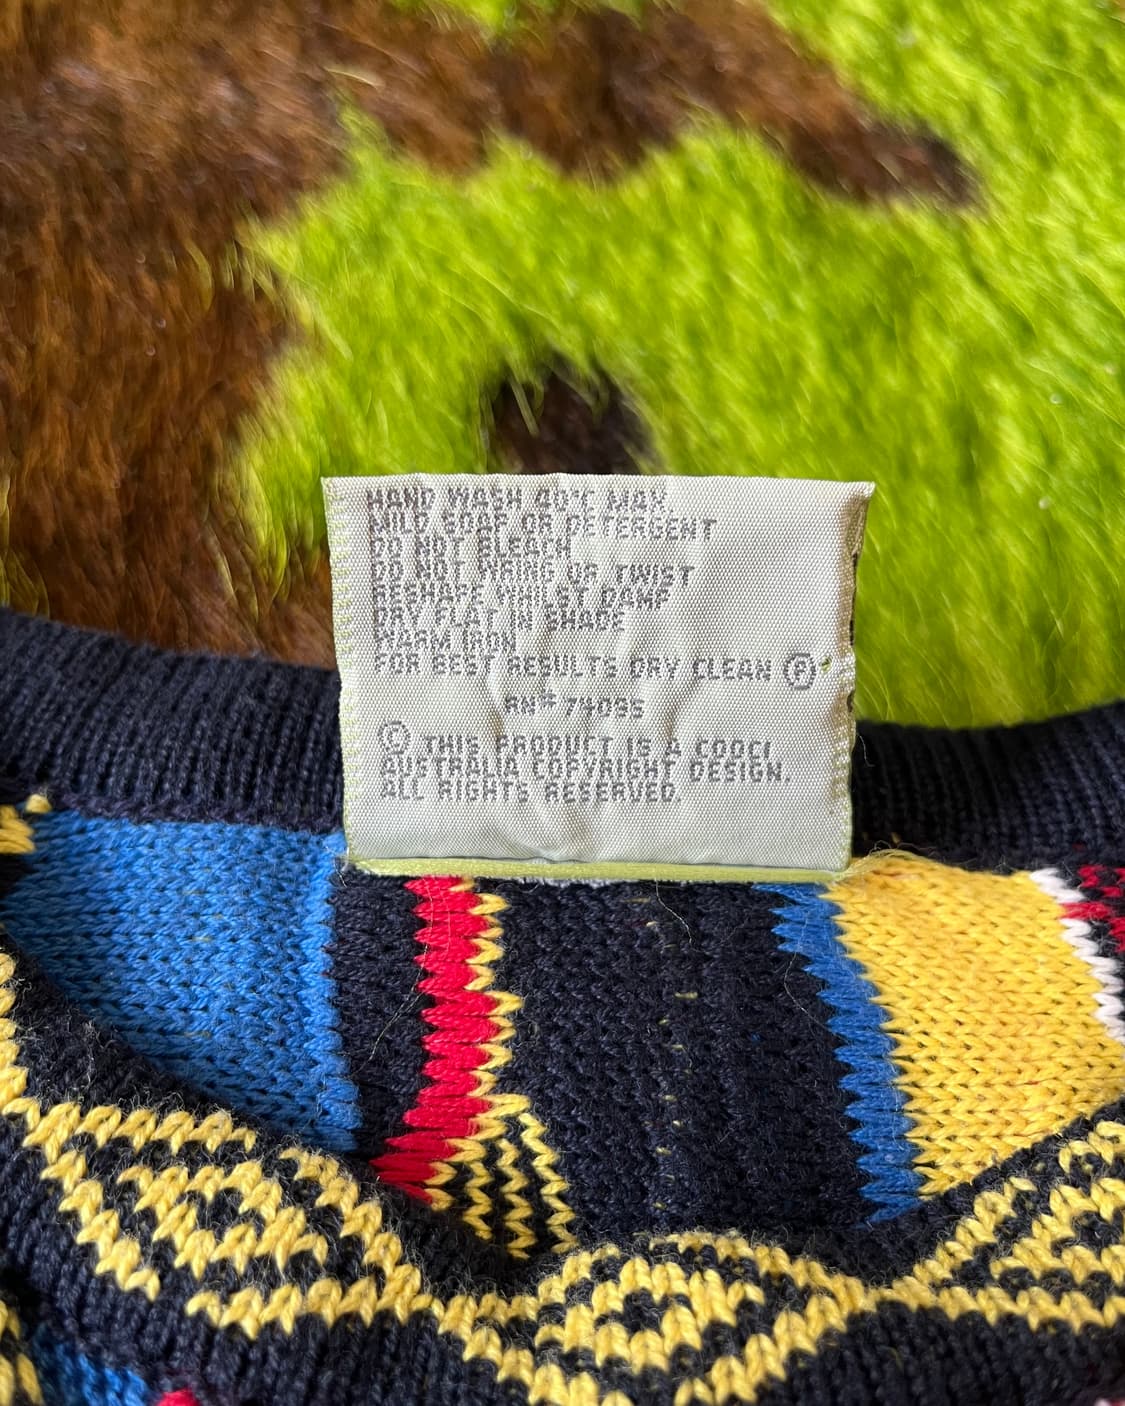 HAND WASH 40°C MAX
MILD SOAP OR DETERGENT
DO NOT BLEACH
DO NOT WRING OR TWIST
RESHAPE WHILST DAMP
DRY FLAT IN SHADE
WARM IRON
FOR BEST RESULTS DRY CLEAN Ⓟ
RN# 74095
© THIS PRODUCT IS A COOGI
AUSTRALIA COPYRIGHT DESIGN.
ALL RIGHTS RESERVED.